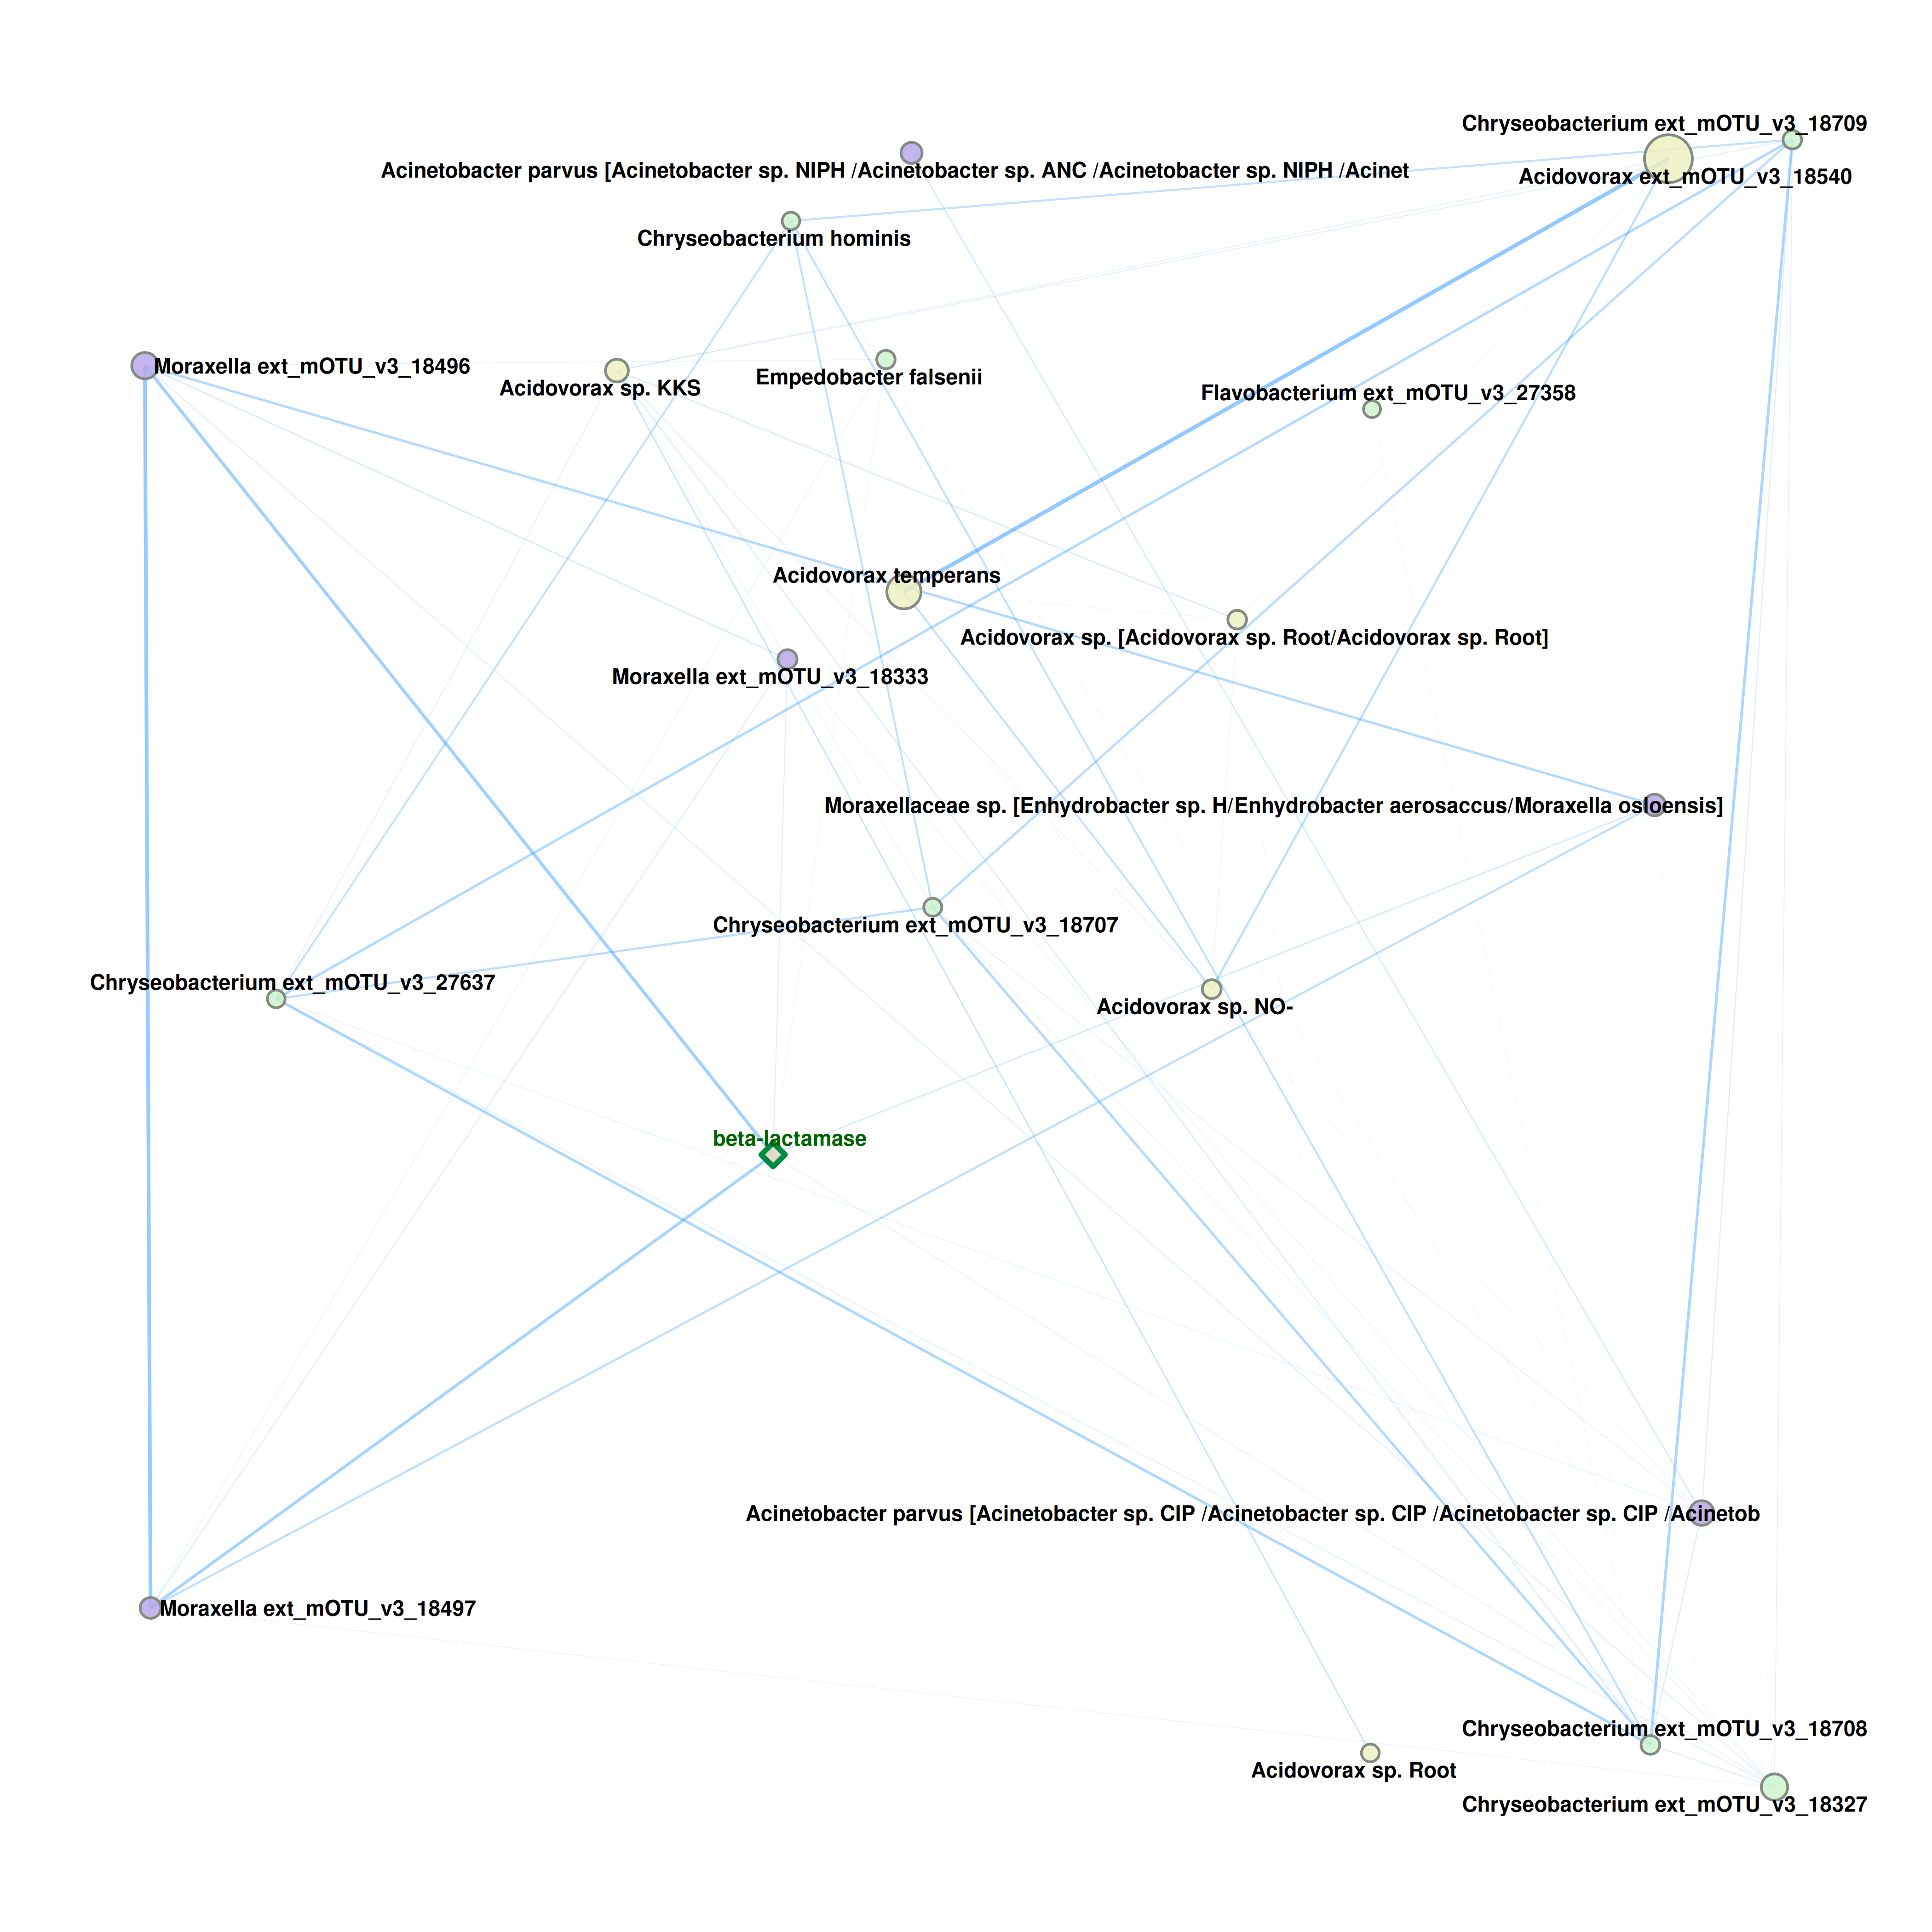 Chryseobacterium ext_mOTU_v3_18709
Acinetobacter parvus [Acinetobacter sp. NIPH /Acinetobacter sp. ANC /Acinetobacter sp. NIPH /Acinet
Acidovorax ext_mOTU_v3_18540
Chryseobacterium hominis
Moraxella ext_mOTU_v3_18496
Empedobacter falsenii
Acidovorax sp. KKS
Flavobacterium ext_mOTU_v3_27358
Acidovorax temperans
Acidovorax sp. [Acidovorax sp. Root/Acidovorax sp. Root]
Moraxella ext_mOTU_v3_18333
Moraxellaceae sp. [Enhydrobacter sp. H/Enhydrobacter aerosaccus/Moraxella osloensis]
Chryseobacterium ext_mOTU_v3_18707
Chryseobacterium ext_mOTU_v3_27637
Acidovorax sp. NO-
beta-lactamase
Acinetobacter parvus [Acinetobacter sp. CIP /Acinetobacter sp. CIP /Acinetobacter sp. CIP /Acinetob
Moraxella ext_mOTU_v3_18497
Chryseobacterium ext_mOTU_v3_18708
Acidovorax sp. Root
Chryseobacterium ext_mOTU_v3_18327